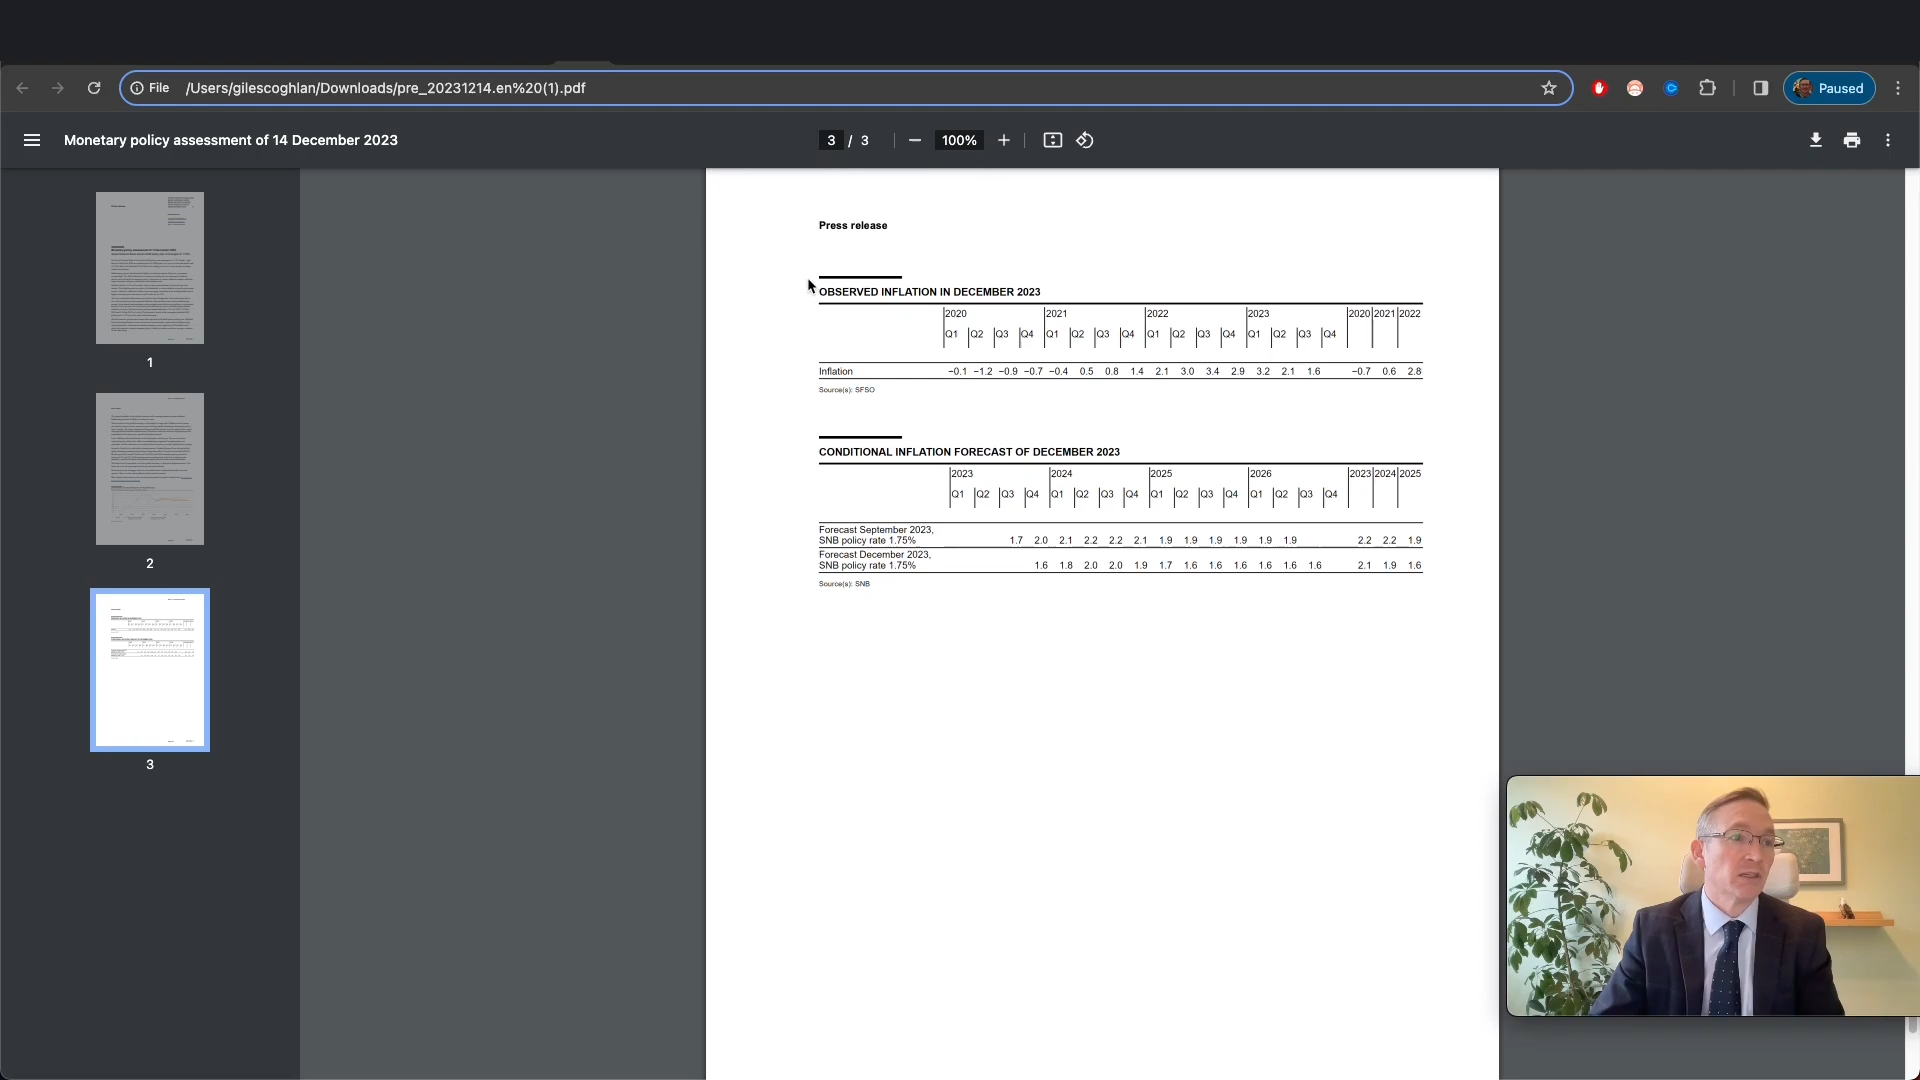 File /Users/gilescoghlan/Downloads/pre_20231214.en%20(1).pdf
Paused
Monetary policy assessment of 14 December 2023
3 / 3
100%
1
2
3
Press release
OBSERVED INFLATION IN DECEMBER 2023
2020 2021 2022 2023 2020 2021 2022
Q1 Q2 Q3 Q4 Q1 Q2 Q3 Q4 Q1 Q2 Q3 Q4 Q1 Q2 Q3 Q4
Inflation −0.1 −1.2 −0.9 −0.7 −0.4 0.5 0.8 1.4 2.1 3.0 3.4 2.9 3.2 2.1 1.6 −0.7 0.6 2.8
Source(s): SFSO
CONDITIONAL INFLATION FORECAST OF DECEMBER 2023
2023 2024 2025 2026 2023 2024 2025
Q1 Q2 Q3 Q4 Q1 Q2 Q3 Q4 Q1 Q2 Q3 Q4 Q1 Q2 Q3 Q4
Forecast September 2023,
SNB policy rate 1.75% 1.7 2.0 2.1 2.2 2.2 2.1 1.9 1.9 1.9 1.9 1.9 1.9 2.2 2.2 1.9
Forecast December 2023,
SNB policy rate 1.75% 1.6 1.8 2.0 2.0 1.9 1.7 1.6 1.6 1.6 1.6 1.6 1.6 2.1 1.9 1.6
Source(s): SNB